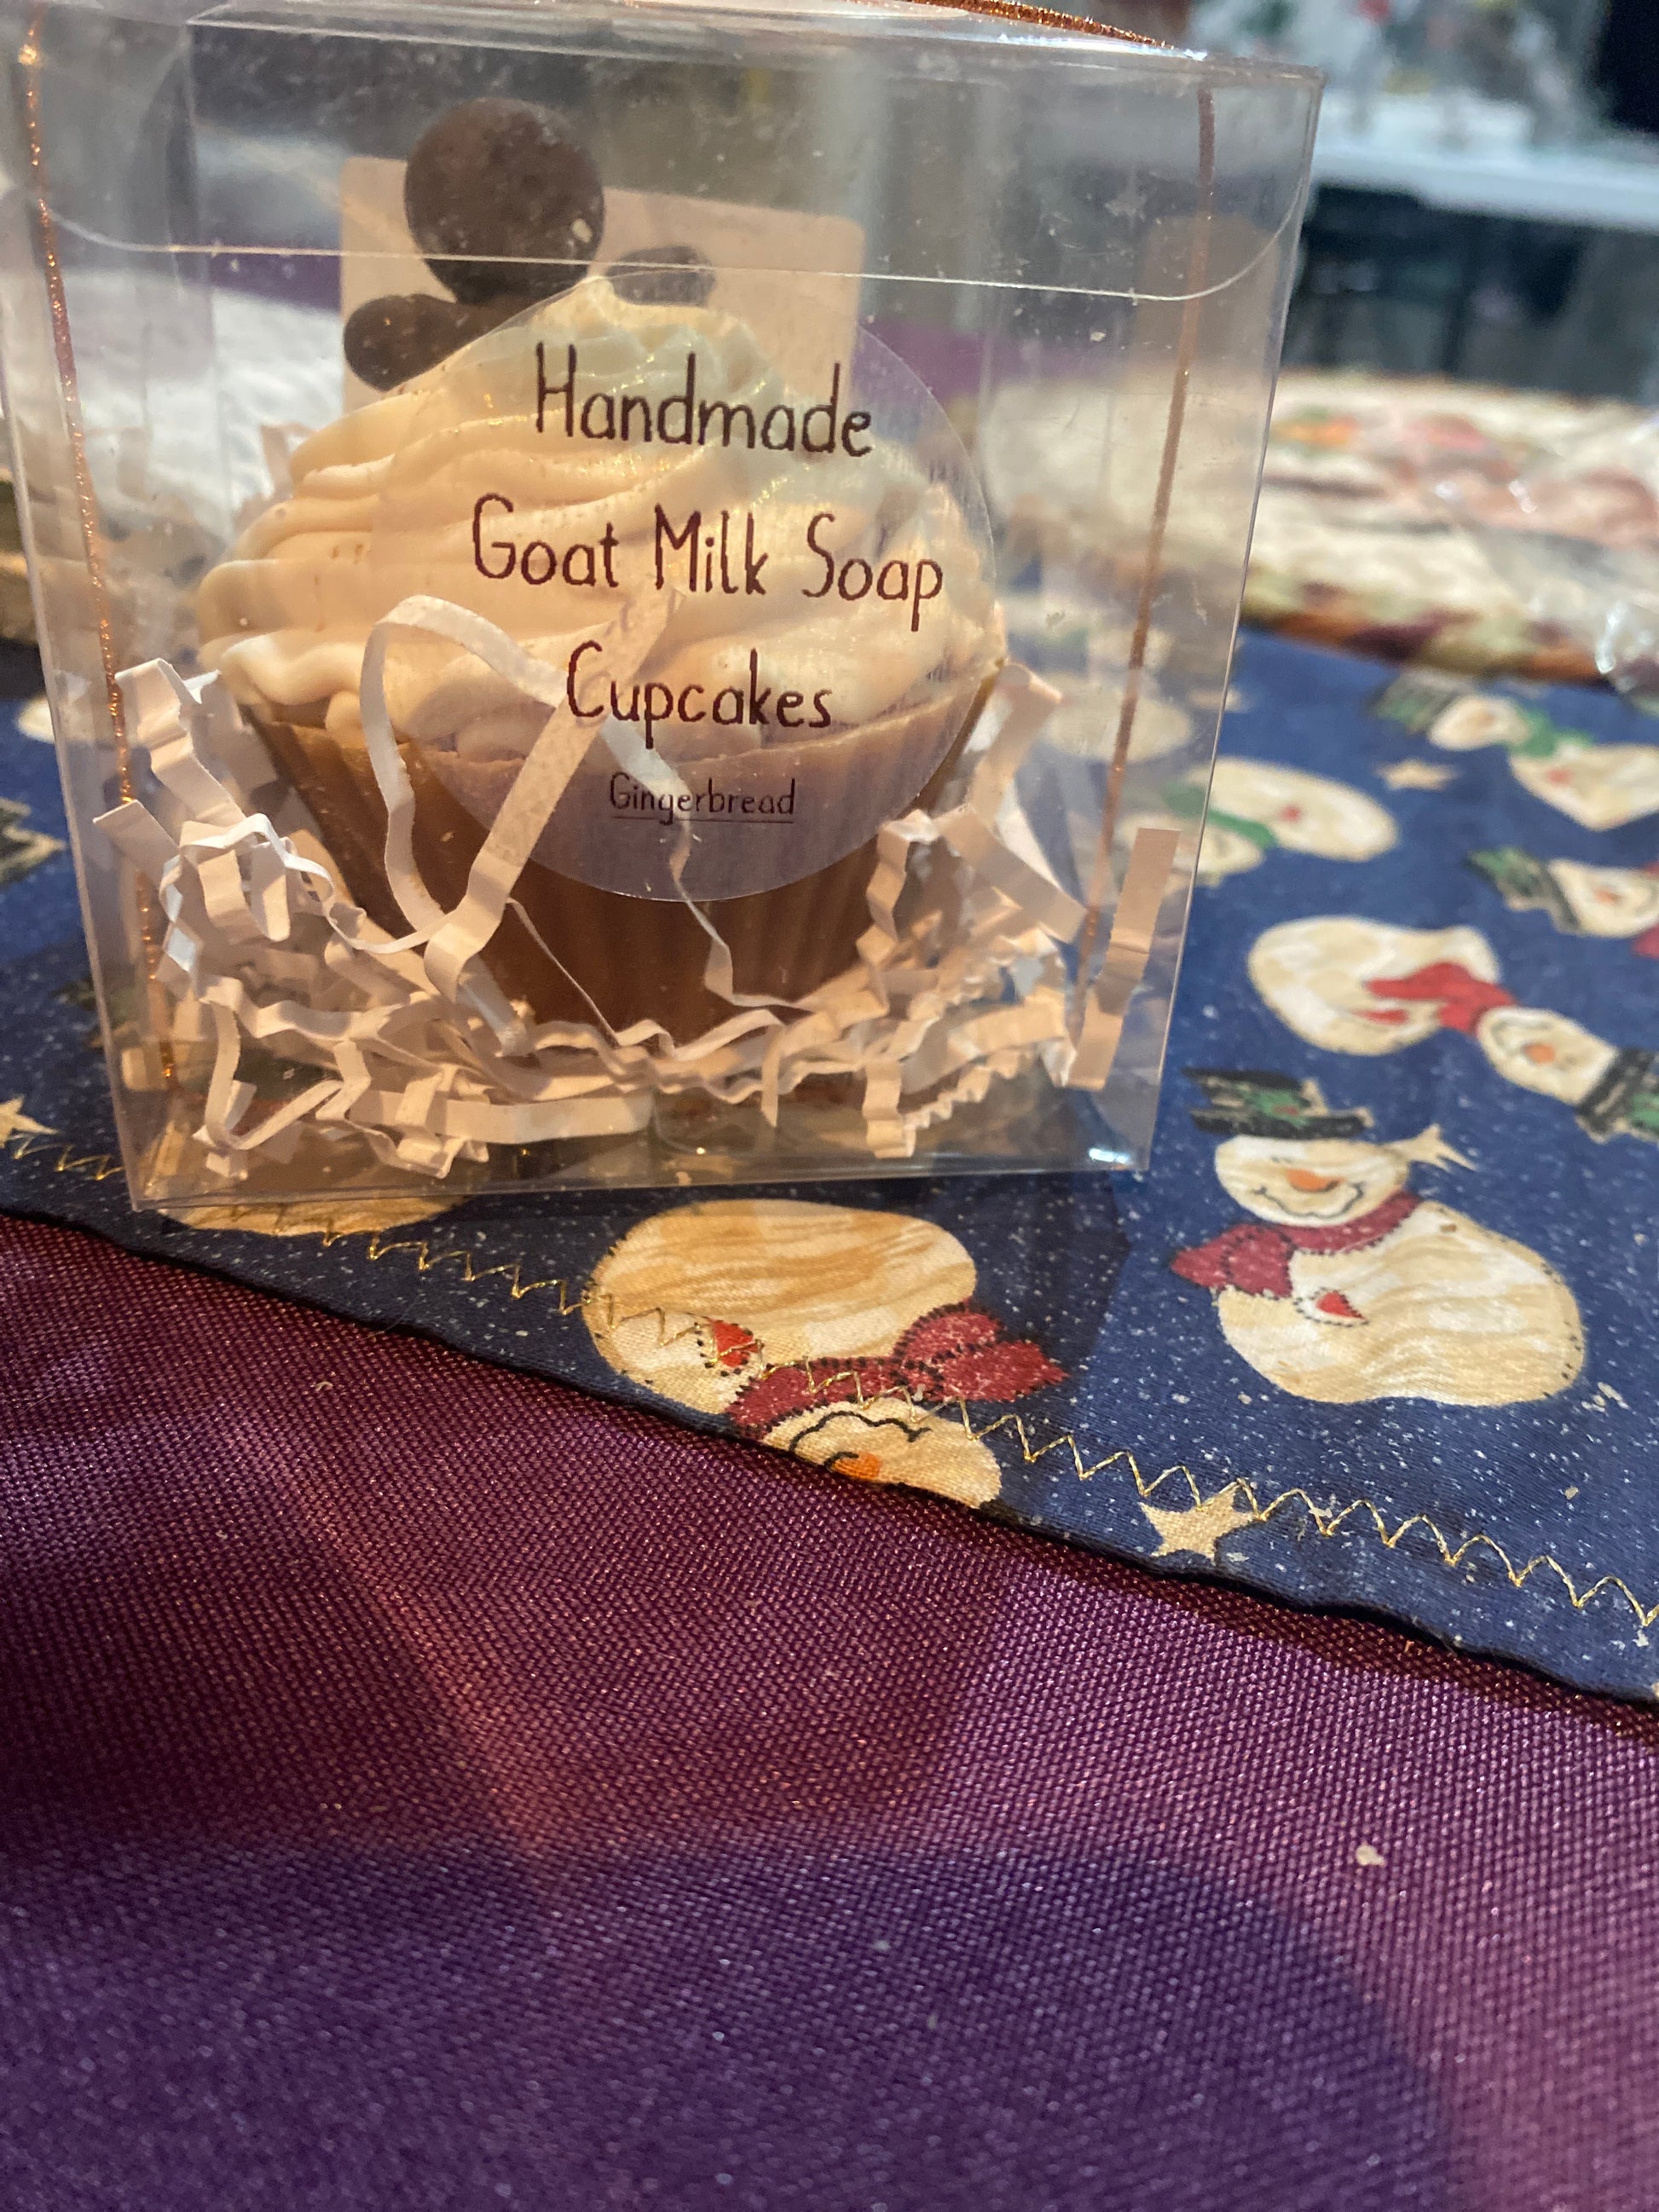 Handmade
Goat Milk Soap
Cupcakes
Gingerbread